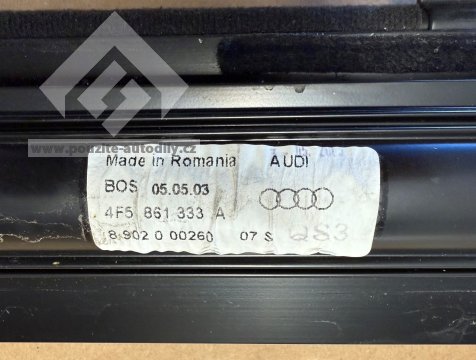 www.pouzite-autodily.cz
Made in Romania AUDI
BOS 05.05.03
4F5 861 333 A
8 902 0 00260 07 S 283